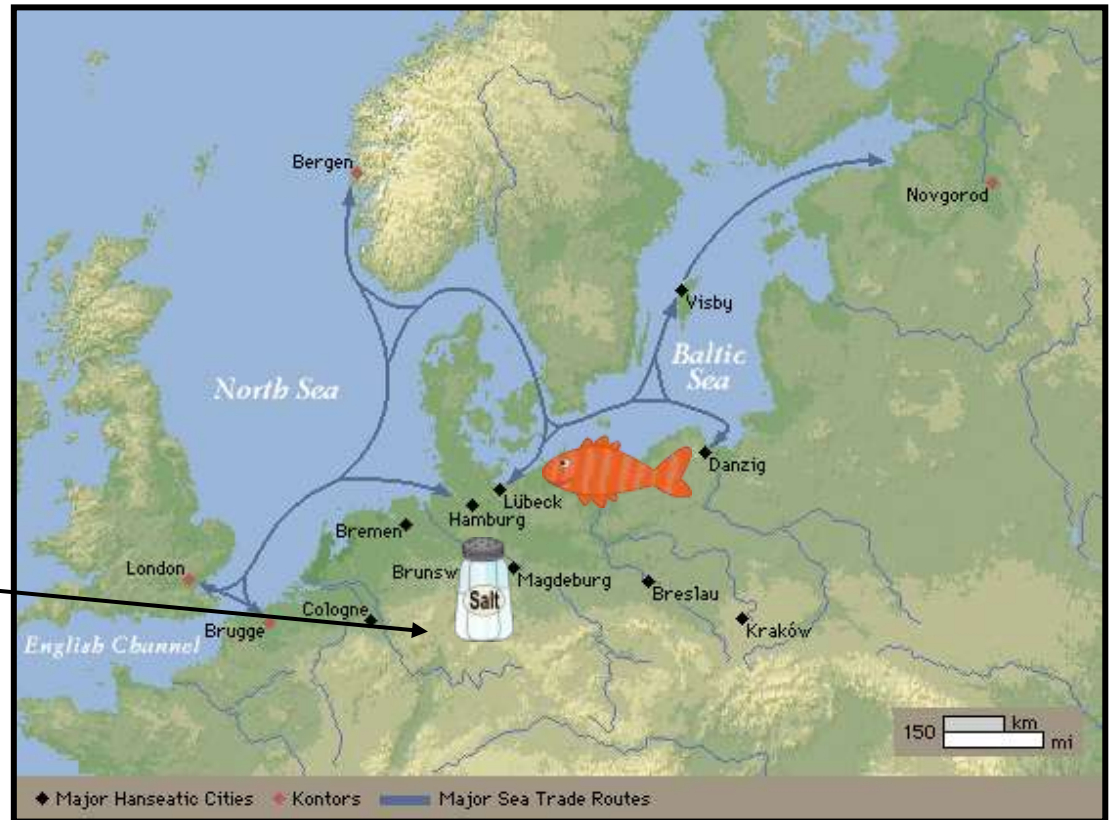 Bergen
Novgorod
Visby
Baltic
Sea
North Sea
Danzig
Lübeck
Hamburg
Bremen
London
Brunsw
Magdeburg
Salt
Breslau
Cologne
Brugge
Kraków
English Channel
150 km
mi
Major Hanseatic Cities Kontors Major Sea Trade Routes